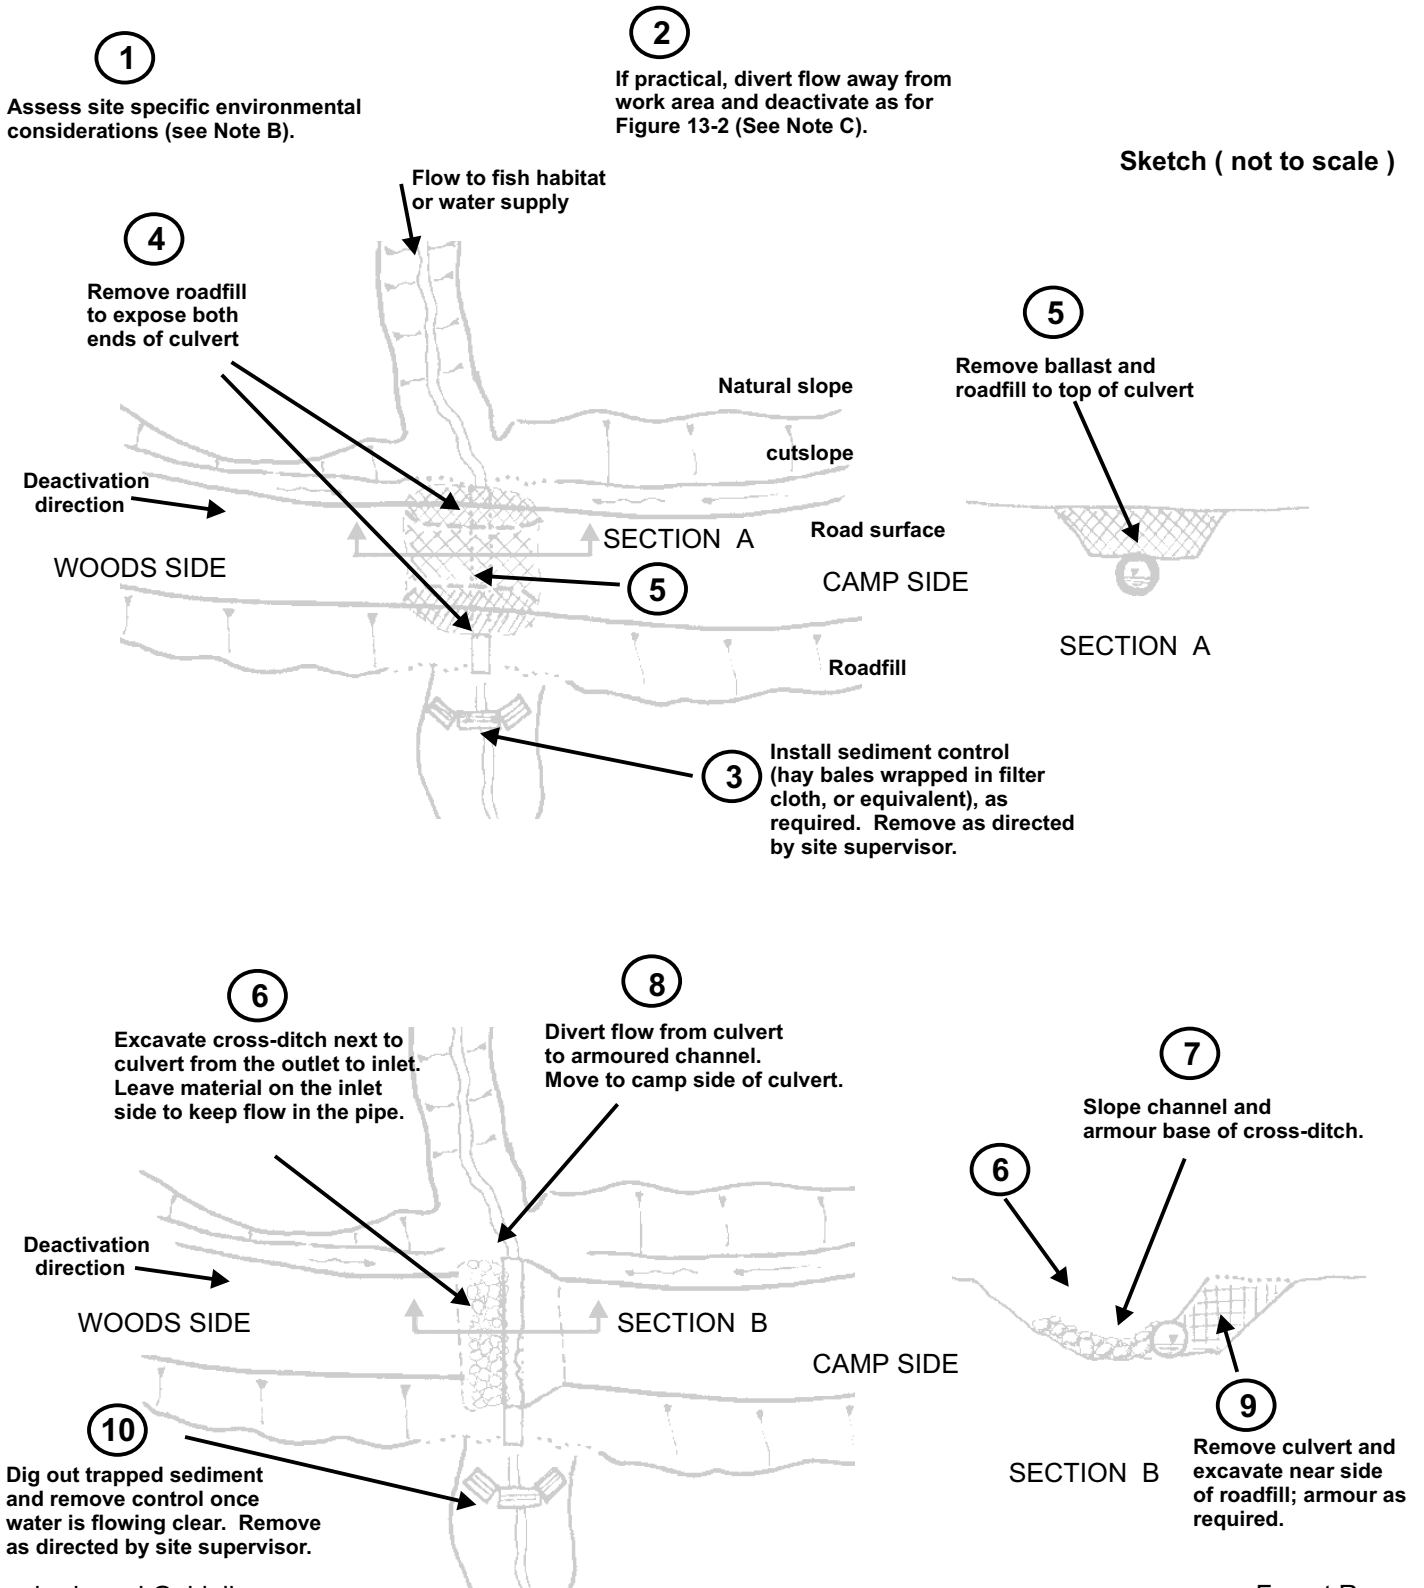 1
Assess site specific environmental
considerations (see Note B).
2
If practical, divert flow away from
work area and deactivate as for
Figure 13-2 (See Note C).
Sketch ( not to scale )
Flow to fish habitat
or water supply
4
Remove roadfill
to expose both
ends of culvert
5
Remove ballast and
roadfill to top of culvert
Natural slope
cutslope
Deactivation
direction
Road surface
SECTION A
WOODS SIDE
5
CAMP SIDE
SECTION A
Roadfill
3
Install sediment control
(hay bales wrapped in filter
cloth, or equivalent), as
required. Remove as directed
by site supervisor.
6
Excavate cross-ditch next to
culvert from the outlet to inlet.
Leave material on the inlet
side to keep flow in the pipe.
8
Divert flow from culvert
to armoured channel.
Move to camp side of culvert.
7
Slope channel and
armour base of cross-ditch.
6
Deactivation
direction
WOODS SIDE
SECTION B
CAMP SIDE
10
Dig out trapped sediment
and remove control once
water is flowing clear. Remove
as directed by site supervisor.
SECTION B
9
Remove culvert and
excavate near side
of roadfill; armour as
required.